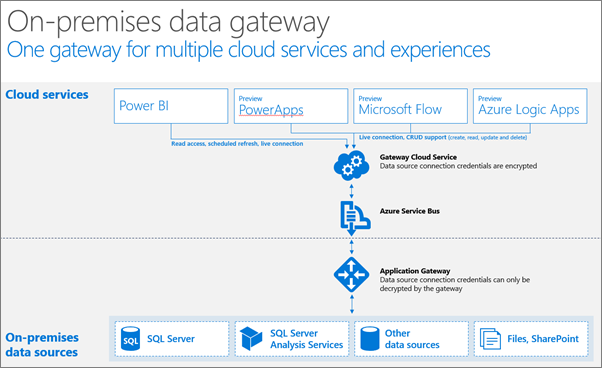 On-premises data gateway
One gateway for multiple cloud services and experiences
Cloud services
Power BI
Preview
PowerApps
Preview
Microsoft Flow
Preview
Azure Logic Apps
Read access, scheduled refresh, live connection
Live connection, CRUD support (create, read, update and delete)
Gateway Cloud Service
Data source connection credentials are encrypted
Azure Service Bus
Application Gateway
Data source connection credentials can only be
decrypted by the gateway
On-premises
data sources
SQL
SQL Server
SQL Server
Analysis Services
Other
data sources
Files, SharePoint